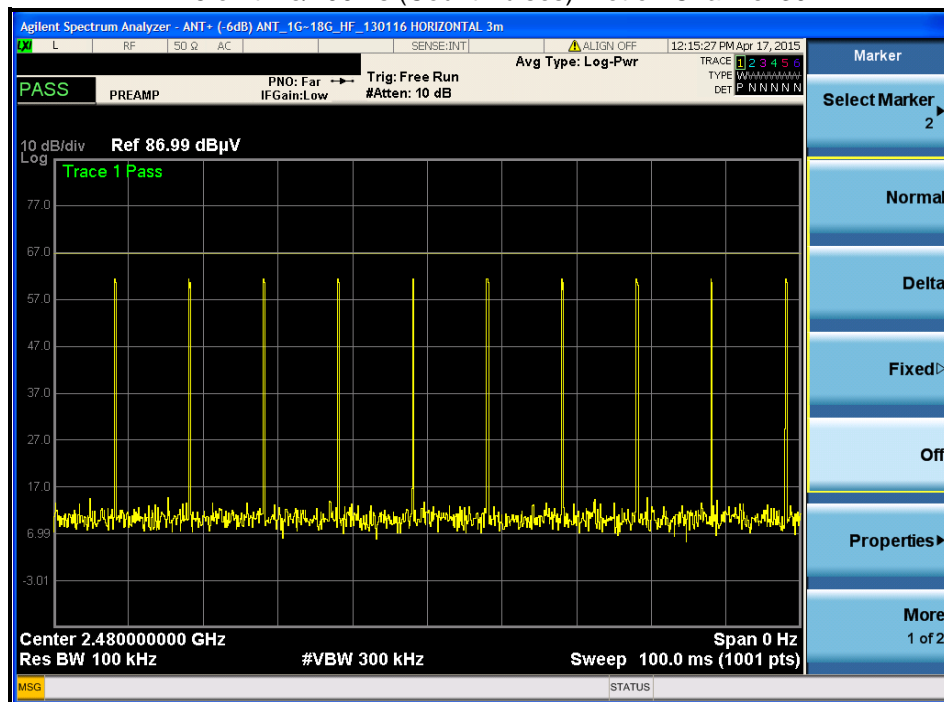 Agilent Spectrum Analyzer - ANT+ (-6dB) ANT_1G~18G_HF_130116 HORIZONTAL 3m
LXI L RF 50 Ω AC SENSE:INT ALIGN OFF 12:15:27 PM Apr 17, 2015
Marker
Avg Type: Log-Pwr
TRACE 1 2 3 4 5 6
TYPE WWWWWW
DET P N N N N N
PASS
PREAMP
PNO: Far
IFGain:Low
Trig: Free Run
#Atten: 10 dB
Select Marker
2
10 dB/div
Log
Ref 86.99 dBµV
Trace 1 Pass
77.0
67.0
57.0
47.0
37.0
27.0
17.0
6.99
-3.01
Normal
Delta
Fixed
Off
Properties
More
1 of 2
Center 2.480000000 GHz
Span 0 Hz
Res BW 100 kHz
#VBW 300 kHz
Sweep 100.0 ms (1001 pts)
MSG
STATUS